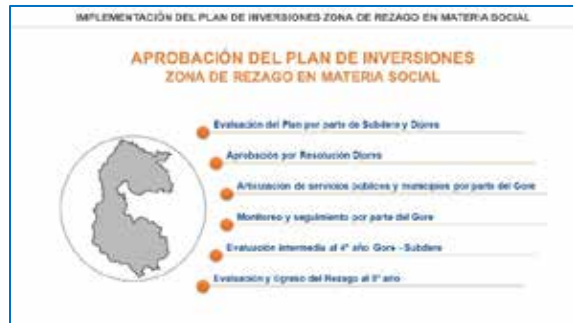 IMPLEMENTACIÓN DEL PLAN DE INVERSIONES ZONA DE REZAGO EN MATERIA SOCIAL
APROBACIÓN DEL PLAN DE INVERSIONES
ZONA DE REZAGO EN MATERIA SOCIAL
Evaluación del Plan por parte de Subdere y Dipres
Aprobación por Resolución Dipres
Articulación de servicios públicos y municipios por parte del Gore
Monitoreo y seguimiento por parte del Gore
Evaluación intermedia al 4° año Gore - Subdere
Evaluación y Egreso del Rezago al 8° año